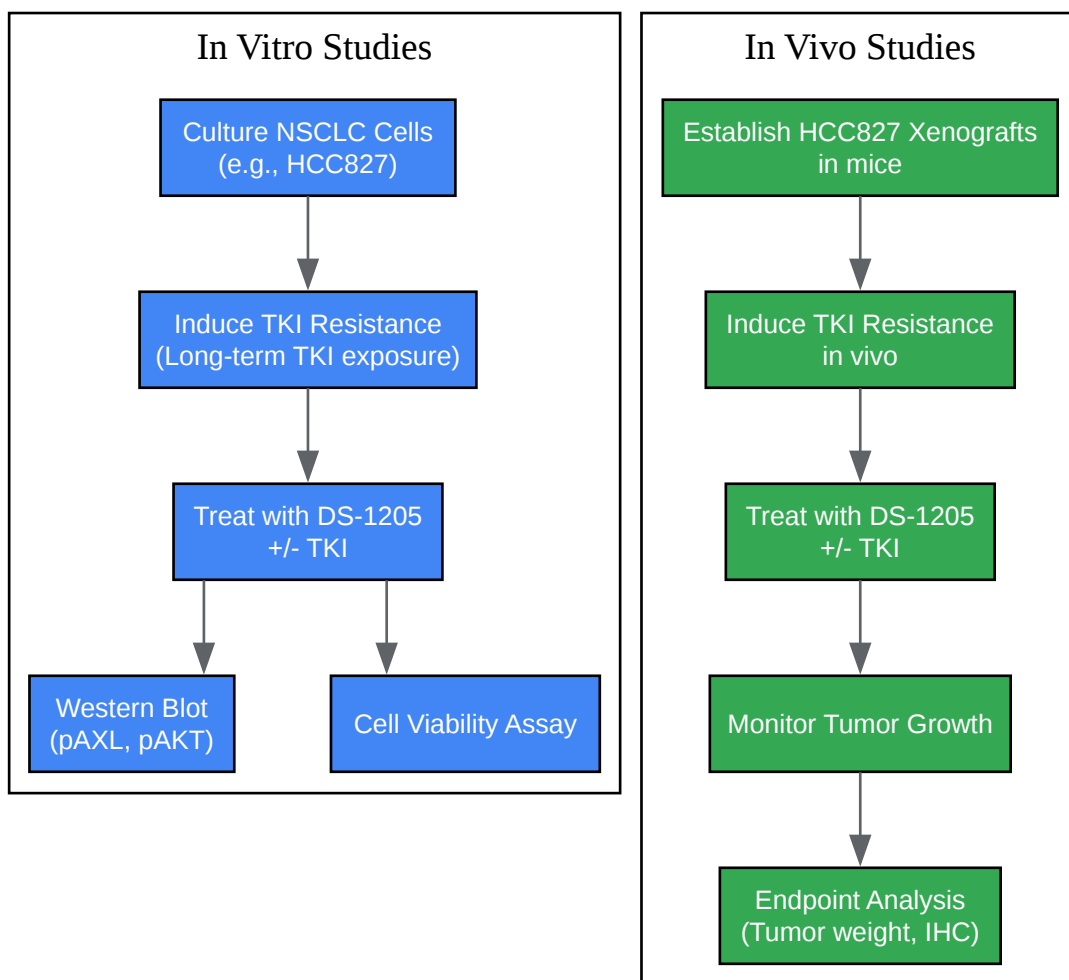 In Vitro Studies
Culture NSCLC Cells
(e.g., HCC827)
Induce TKI Resistance
(Long-term TKI exposure)
Treat with DS-1205
+/- TKI
Western Blot
(pAXL, pAKT)
Cell Viability Assay
In Vivo Studies
Establish HCC827 Xenografts
in mice
Induce TKI Resistance
in vivo
Treat with DS-1205
+/- TKI
Monitor Tumor Growth
Endpoint Analysis
(Tumor weight, IHC)